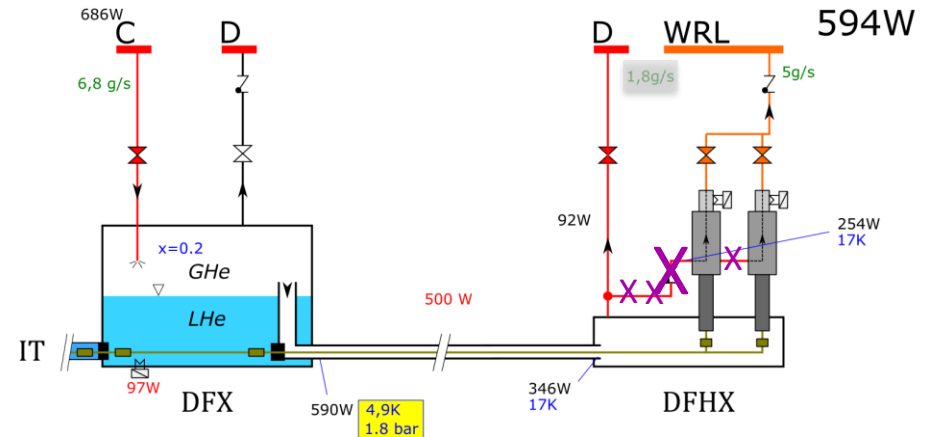 686W
594W
C
D
D
WRL
6,8 g/s
1,8g/s
5g/s
92W
254W
17K
x=0.2
GHe
LHe
500 W
IT
97W
DFX
590W
4,9K
1.8 bar
346W
17K
DFHX
X
X
X
X